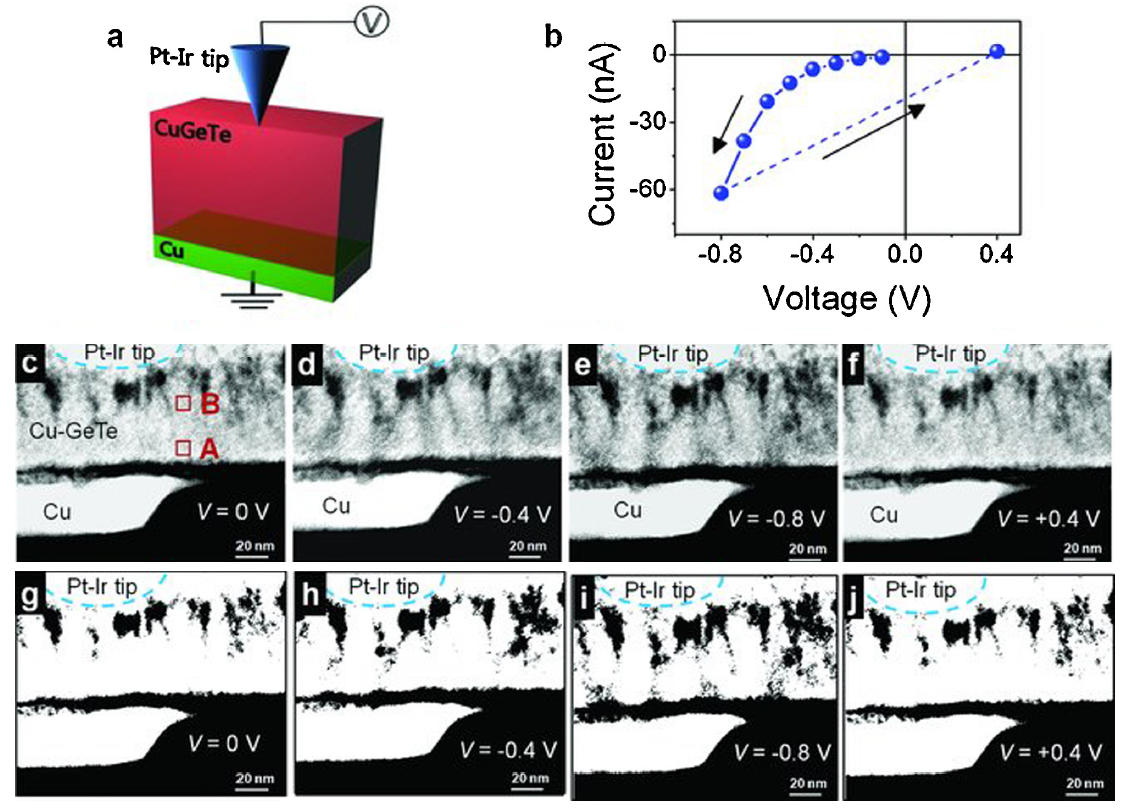 a
V
Pt-Ir tip
CuGeTe
Cu
b
Current (nA)
0
-30
-60
-0.8
-0.4
0.0
0.4
Voltage (V)
c
Pt-Ir tip
B
Cu-GeTe
A
Cu
V = 0 V
20 nm
d
Pt-Ir tip
V = -0.4 V
20 nm
e
Pt-Ir tip
Cu
V = -0.8 V
20 nm
f
Pt-Ir tip
Cu
V = +0.4 V
20 nm
g
Pt-Ir tip
V = 0 V
20 nm
h
Pt-Ir tip
V = -0.4 V
20 nm
i
Pt-Ir tip
V = -0.8 V
20 nm
j
Pt-Ir tip
V = +0.4 V
20 nm